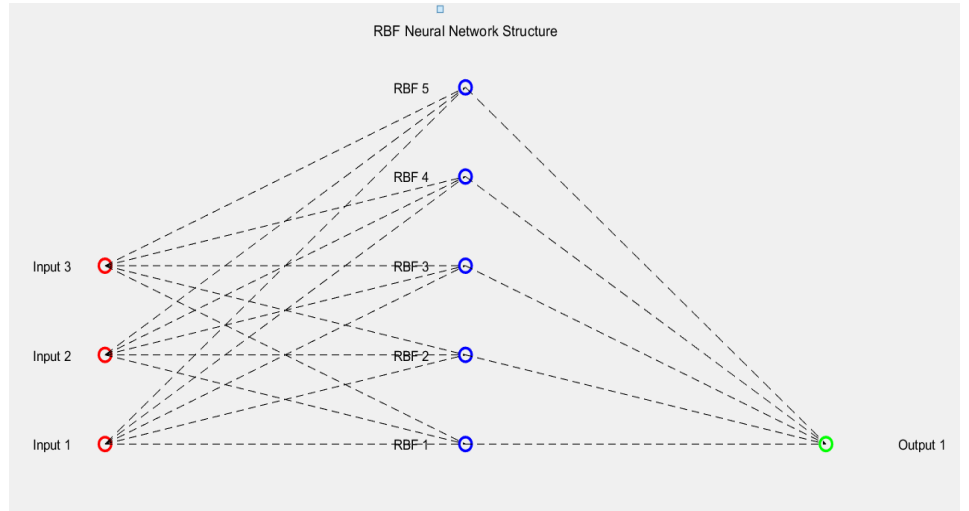 RBF Neural Network Structure
RBF 5
RBF 4
Input 3
RBF 3
Input 2
RBF 2
Input 1
RBF 1
Output 1